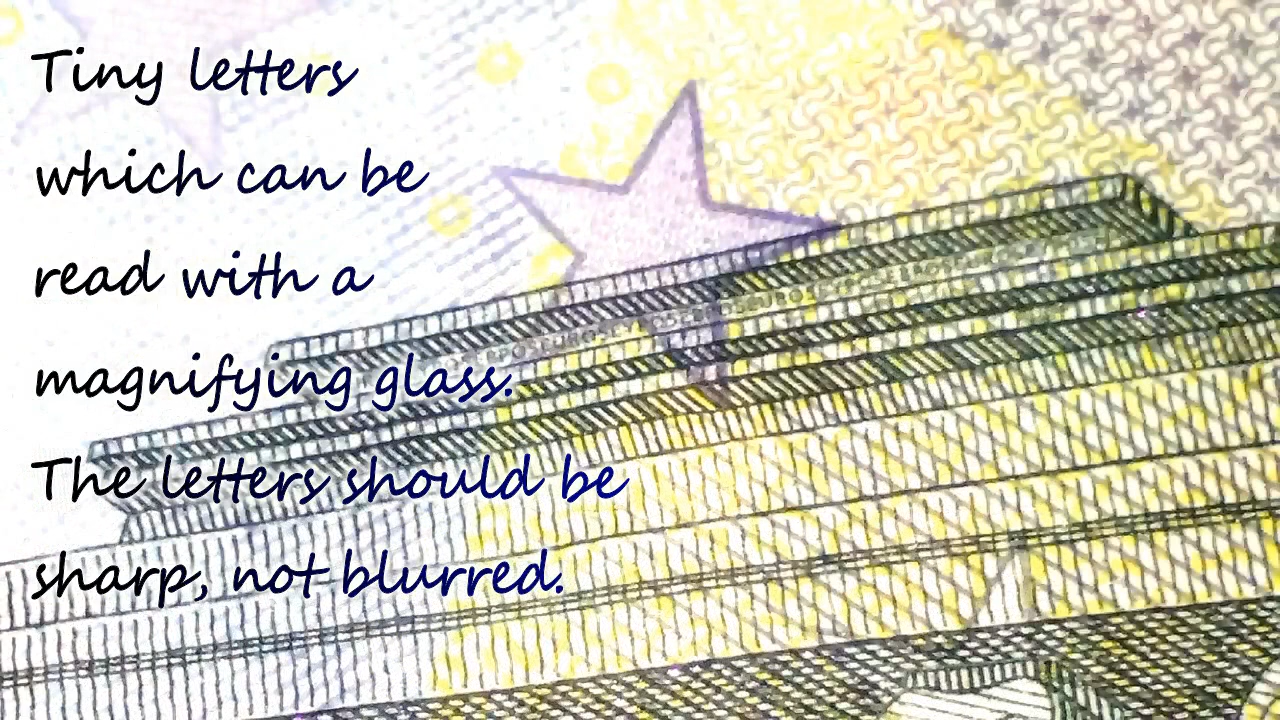 Tiny letters
which can be
read with a
magnifying glass.
The letters should be
sharp, not blurred.